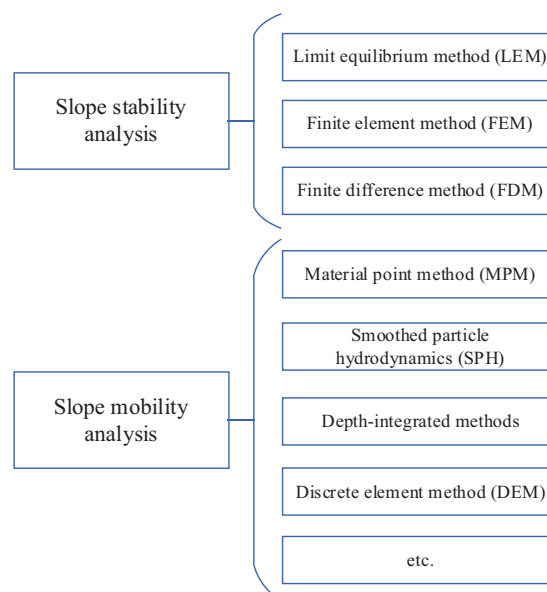 Slope stability
analysis
Limit equilibrium method (LEM)
Finite element method (FEM)
Finite difference method (FDM)
Slope mobility
analysis
Material point method (MPM)
Smoothed particle
hydrodynamics (SPH)
Depth-integrated methods
Discrete element method (DEM)
etc.